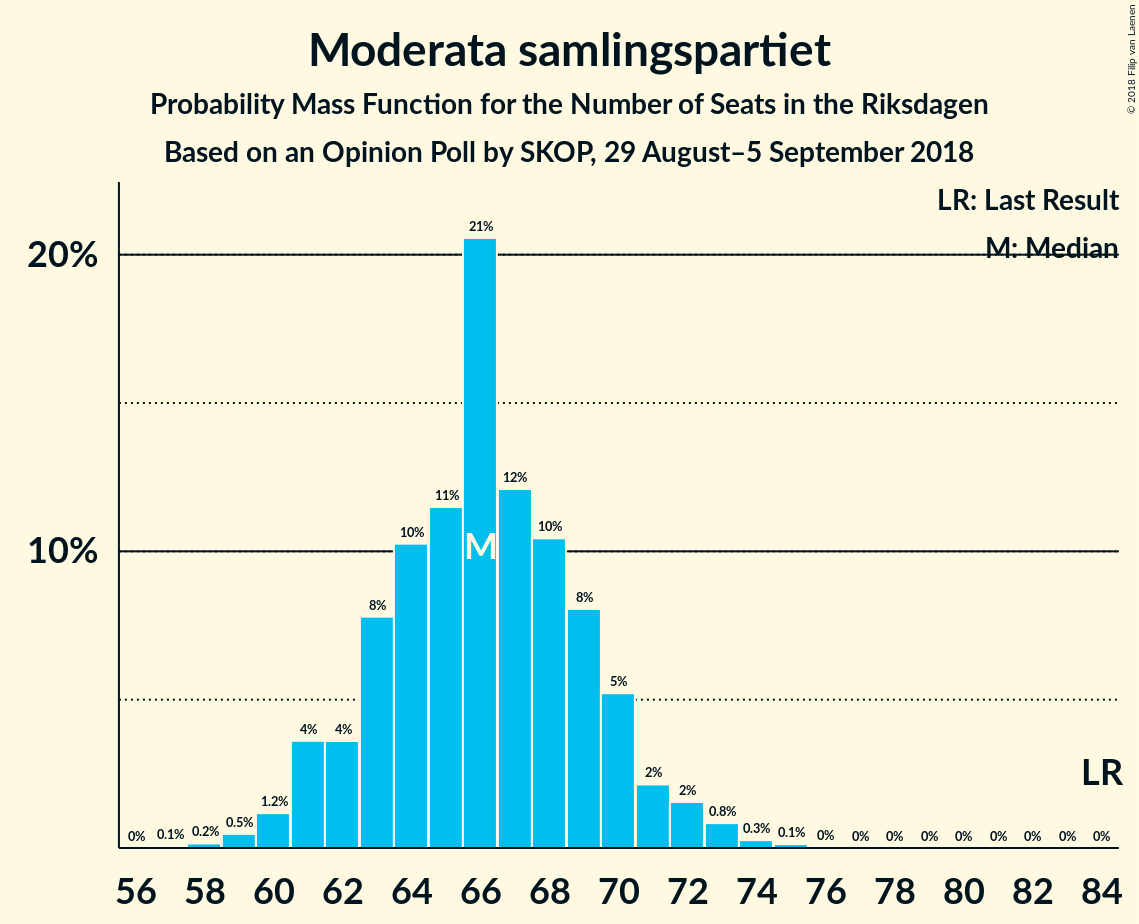 Moderata samlingspartiet
Probability Mass Function for the Number of Seats in the Riksdagen
Based on an Opinion Poll by SKOP, 29 August–5 September 2018
© 2018 Filip van Laenen
LR: Last Result
M: Median
20%
10%
0% 0.1% 0.2% 0.5% 1.2% 4% 4% 8% 10% 11% 21% 12% 10% 8% 5% 2% 2% 0.8% 0.3% 0.1% 0% 0% 0% 0% 0% 0% 0% 0% 0%
M
LR
56 58 60 62 64 66 68 70 72 74 76 78 80 82 84